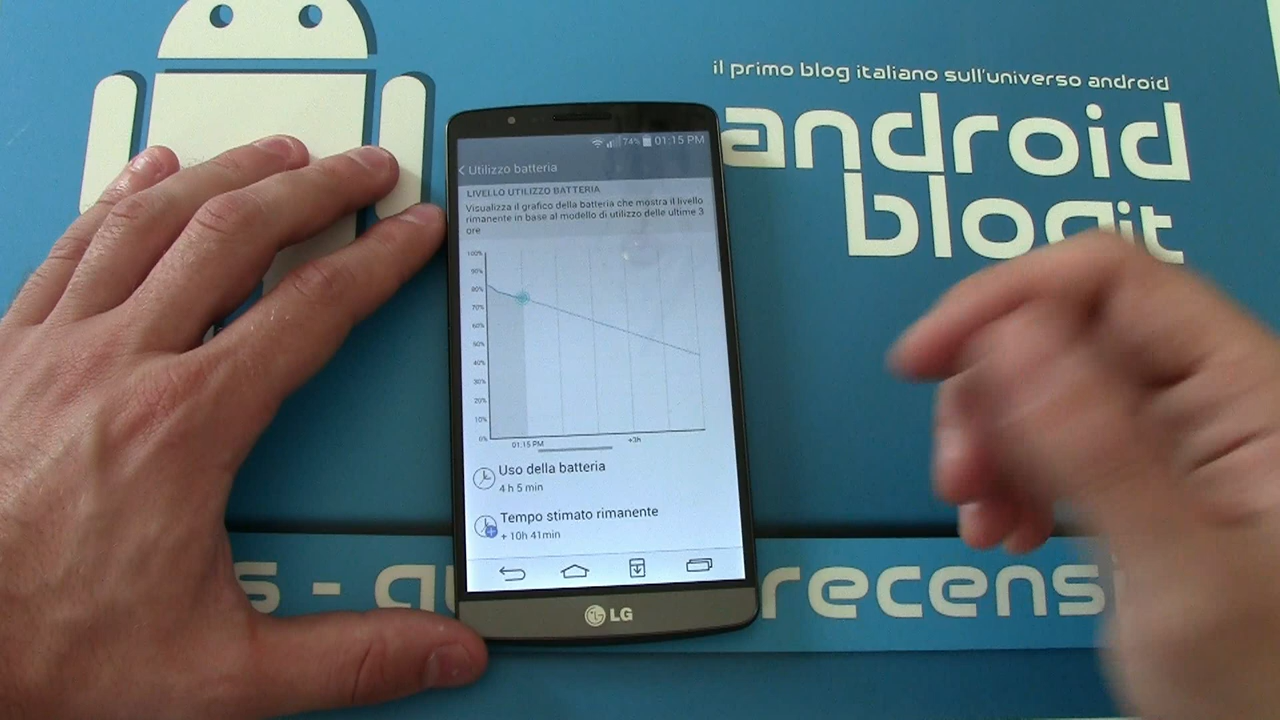 il primo blog italiano sull'universo android
android
blogit
74% 01:15 PM
Utilizzo batteria
LIVELLO UTILIZZO BATTERIA
Visualizza il grafico della batteria che mostra il livello
rimanente in base al modello di utilizzo delle ultime 3
ore
100%
90%
80%
70%
60%
50%
40%
30%
20%
10%
0%
01:15 PM +3h
Uso della batteria
4 h 5 min
Tempo stimato rimanente
+ 10h 41min
LG
s - gu recens